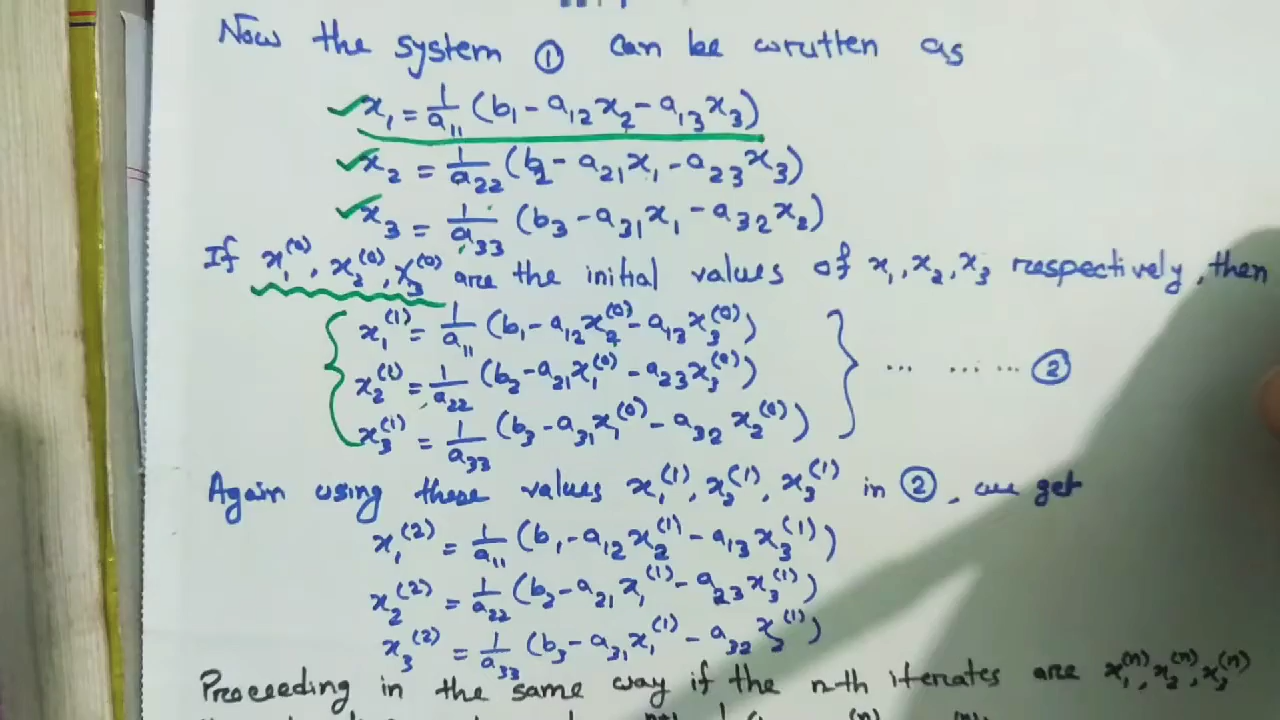 Now the system ① can be wrutten as
x₁ = 1/a₁₁ (b₁ - a₁₂x₂ - a₁₃x₃)
x₂ = 1/a₂₂ (b₂ - a₂₁x₁ - a₂₃x₃)
x₃ = 1/a₃₃ (b₃ - a₃₁x₁ - a₃₂x₂)
If x₁⁽⁰⁾, x₂⁽⁰⁾, x₃⁽⁰⁾ are the initial values of x₁, x₂, x₃ respectively, then
x₁⁽¹⁾ = 1/a₁₁ (b₁ - a₁₂x₂⁽⁰⁾ - a₁₃x₃⁽⁰⁾)
x₂⁽¹⁾ = 1/a₂₂ (b₂ - a₂₁x₁⁽⁰⁾ - a₂₃x₃⁽⁰⁾) ... ... ... ②
x₃⁽¹⁾ = 1/a₃₃ (b₃ - a₃₁x₁⁽⁰⁾ - a₃₂x₂⁽⁰⁾)
Again using these values x₁⁽¹⁾, x₂⁽¹⁾, x₃⁽¹⁾ in ②, we get
x₁⁽²⁾ = 1/a₁₁ (b₁ - a₁₂x₂⁽¹⁾ - a₁₃x₃⁽¹⁾)
x₂⁽²⁾ = 1/a₂₂ (b₂ - a₂₁x₁⁽¹⁾ - a₂₃x₃⁽¹⁾)
x₃⁽²⁾ = 1/a₃₃ (b₃ - a₃₁x₁⁽¹⁾ - a₃₂x₂⁽¹⁾)
Proceeding in the same way if the n-th iterates are x₁⁽ⁿ⁾, x₂⁽ⁿ⁾, x₃⁽ⁿ⁾